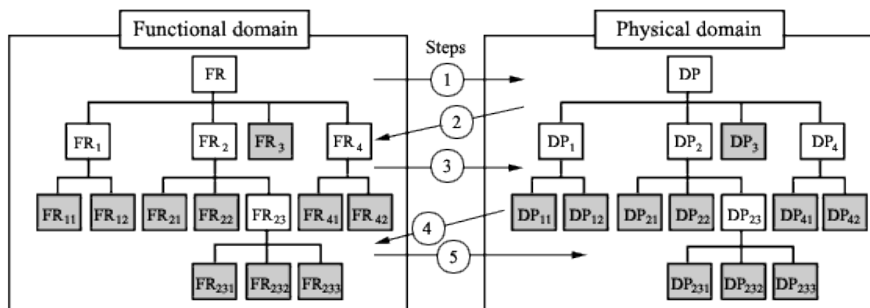 Functional domain
Steps
Physical domain
FR
1
DP
2
FR1 FR2 FR3 FR4
DP1 DP2 DP3 DP4
3
FR11 FR12 FR21 FR22 FR23 FR41 FR42
DP11 DP12 DP21 DP22 DP23 DP41 DP42
4
5
FR231 FR232 FR233
DP231 DP232 DP233